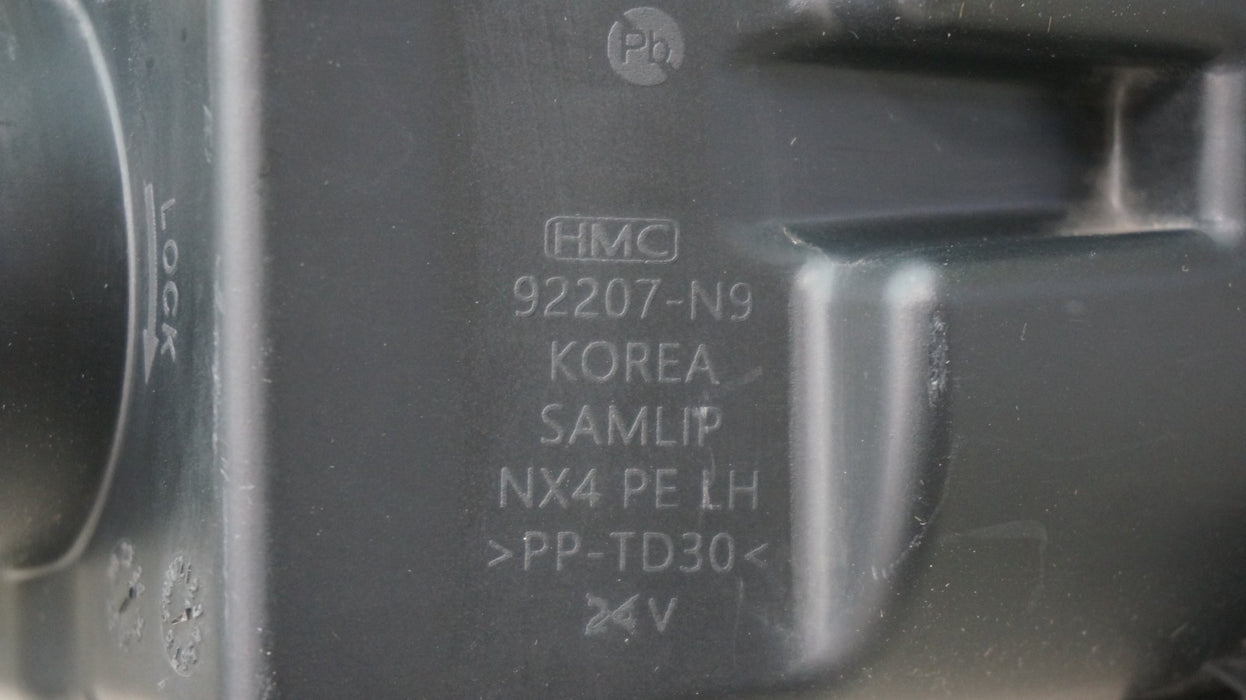 Pb
LOCK
HMC
92207-N9
KOREA
SAMLIP
NX4 PE LH
>PP-TD30<
24 V